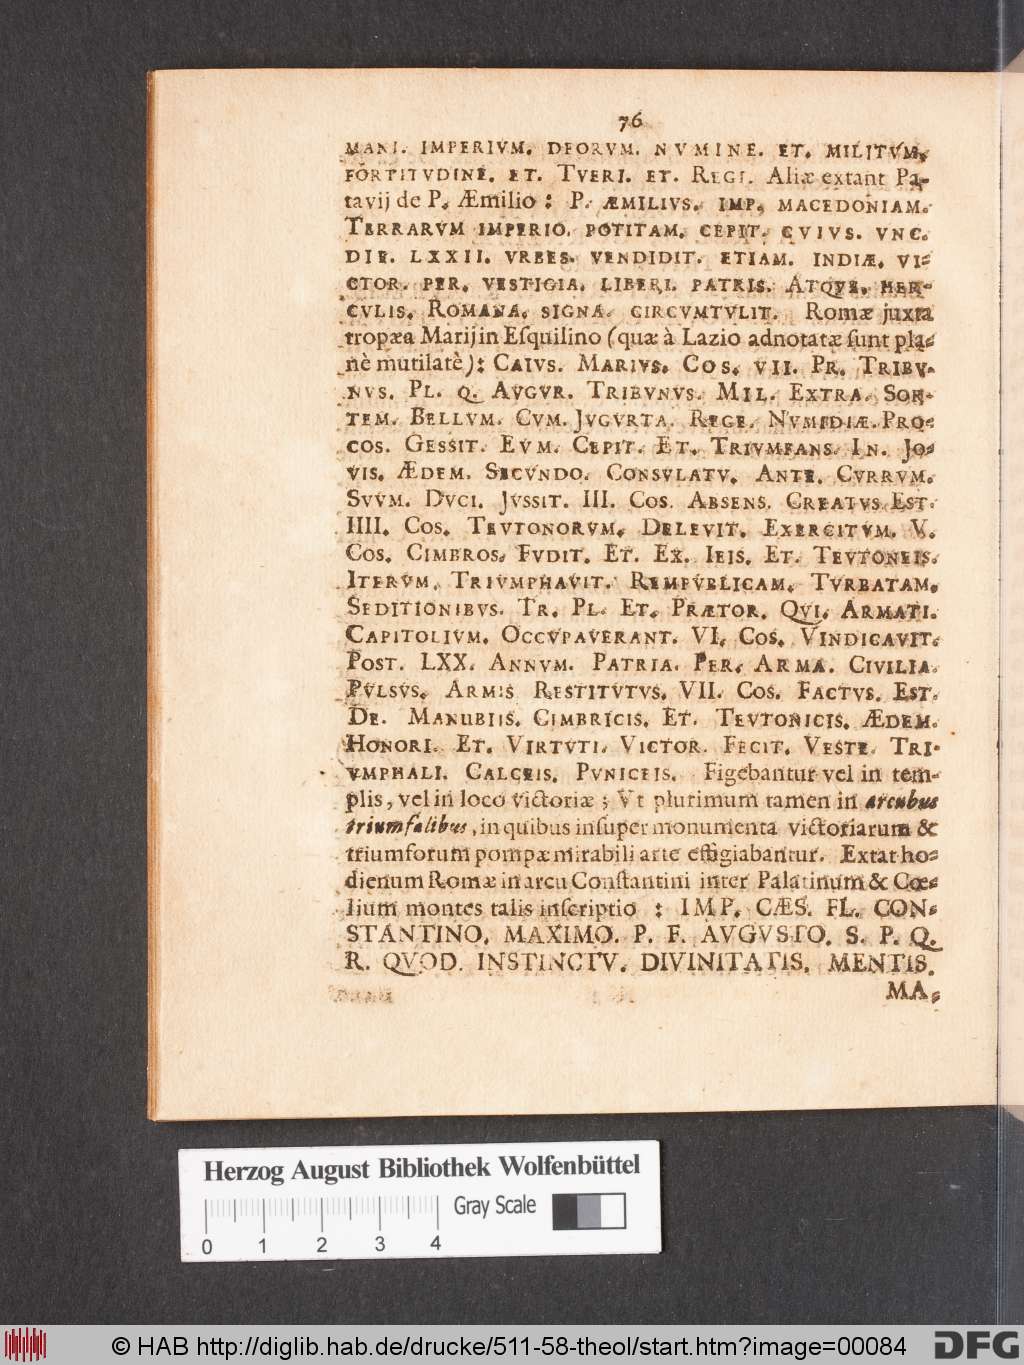 76
MANI. IMPERIVM. DEORVM. NVMINE. ET. MILITVM.
FORTITVDINE. ET. TVERI. ET. REGI. Aliæ extant Pa-
tavij de P. Æmilio: P. ÆMILIVS. IMP. MACEDONIAM.
TERRARVM IMPERIO. POTITAM. CEPIT. CVIVS. VNC.
DIE. LXXII. VRBES. VENDIDIT. ETIAM. INDIÆ. VI-
CTOR. PER. VESTIGIA. LIBERI. PATRIS. ATQVE. HER-
CVLIS. ROMANA. SIGNA. CIRCVMTVLIT. Romæ juxta
tropæa Marij in Eſquilino (quæ à Lazio adnotatæ ſunt pla-
nè mutilatè): CAIVS. MARIVS. COS. VII. PR. TRIBV-
NVS. PL. Q. AVGVR. TRIBVNVS. MIL. EXTRA. SOR-
TEM. BELLVM. CVM. JVGVRTA. REGE. NVMIDIÆ. PRO-
COS. GESSIT. EVM. CEPIT. ET. TRIVMFANS. IN. JO-
VIS. ÆDEM. SECVNDO. CONSVLATV. ANTE. CVRRVM.
SVVM. DVCI. JVSSIT. III. COS. ABSENS. CREATVS EST.
IIII. COS. TEVTONORVM. DELEVIT. EXERCITVM. V.
COS. CIMBROS. FVDIT. ET. EX. IEIS. ET. TEVTONEIS.
ITERVM. TRIVMPHAVIT. REMPVBLICAM. TVRBATAM.
SEDITIONIBVS. TR. PL. ET. PRÆTOR. QVI. ARMATI.
CAPITOLIVM. OCCVPAVERANT. VI. COS. VINDICAVIT.
POST. LXX. ANNVM. PATRIA. PER. ARMA. CIVILIA.
PVLSVS. ARMIS RESTITVTVS. VII. COS. FACTVS. EST.
DE. MANUBIIS. CIMBRICIS. ET. TEVTONICIS. ÆDEM.
HONORI. ET. VIRTVTI. VICTOR. FECIT. VESTE. TRI-
VMPHALI. CALCEIS. PVNICEIS. Figebantur vel in tem-
plis, vel in loco victoriæ; Vt plurimum tamen in arcubus
triumfalibus, in quibus inſuper monumenta victoriarum &
triumforum pompæ mirabili arte effigiabantur. Extat ho-
dienum Romæ in arcu Conſtantini inter Palatinum & Cœ-
lium montes talis inſcriptio : IMP. CÆS. FL. CON-
STANTINO. MAXIMO. P. F. AVGVSTO. S. P. Q.
R. QVOD. INSTINCTV. DIVINITATIS. MENTIS.
MA-
Herzog August Bibliothek Wolfenbüttel
Gray Scale
0 1 2 3 4
© HAB http://diglib.hab.de/drucke/511-58-theol/start.htm?image=00084
DFG